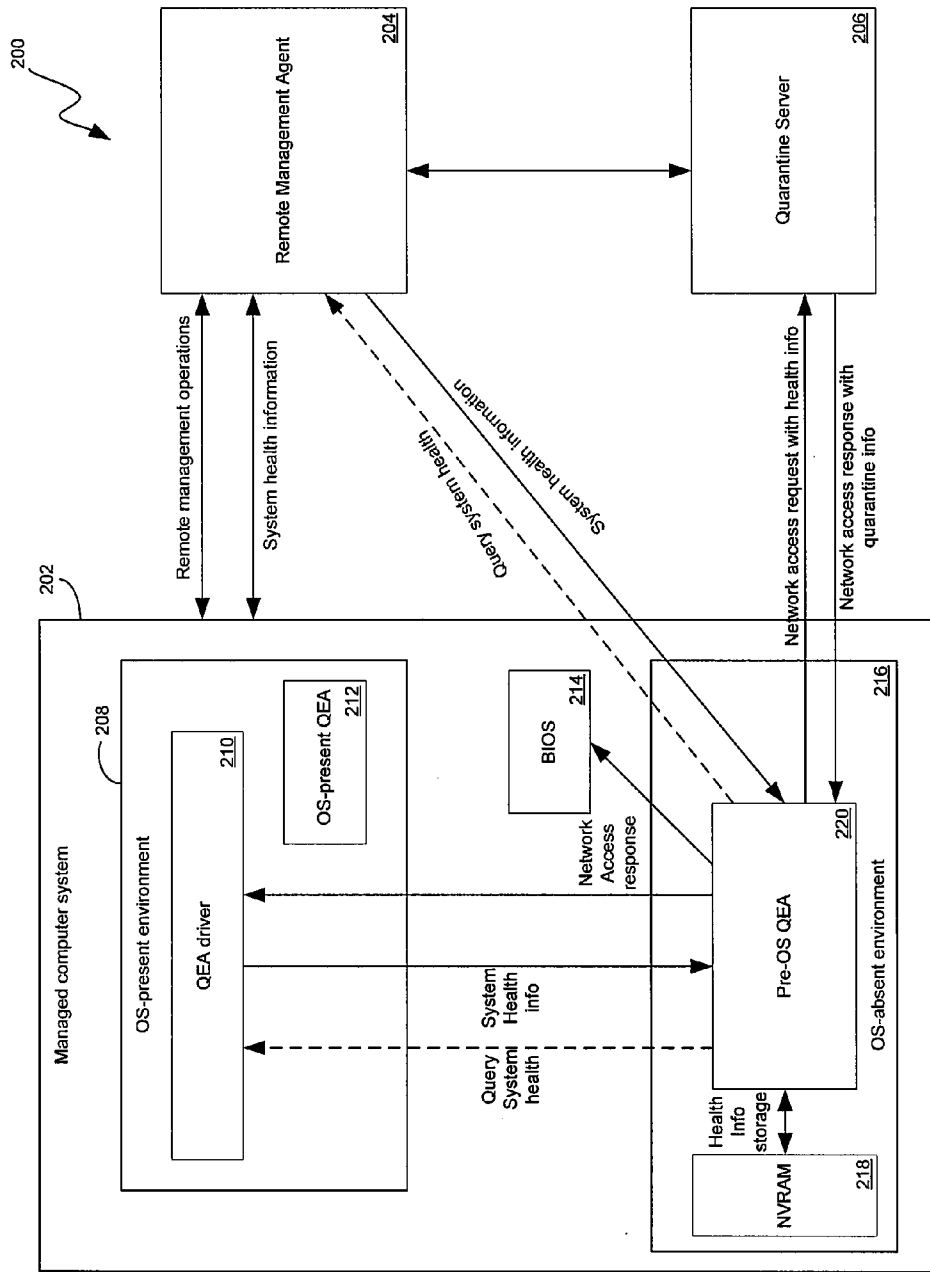 200
202
Managed computer system
208
OS-present environment
QEA driver
210
OS-present QEA
212
Remote management operations
System health information
Remote Management Agent
204
BIOS
214
Network
Access
response
Query system health
System health information
Query
System
health
System
Health
info
Health
Info
storage
NVRAM
218
Pre-OS QEA
220
OS-absent environment
216
Network access request with health info
Network access response with
quarantine info
Quarantine Server
206